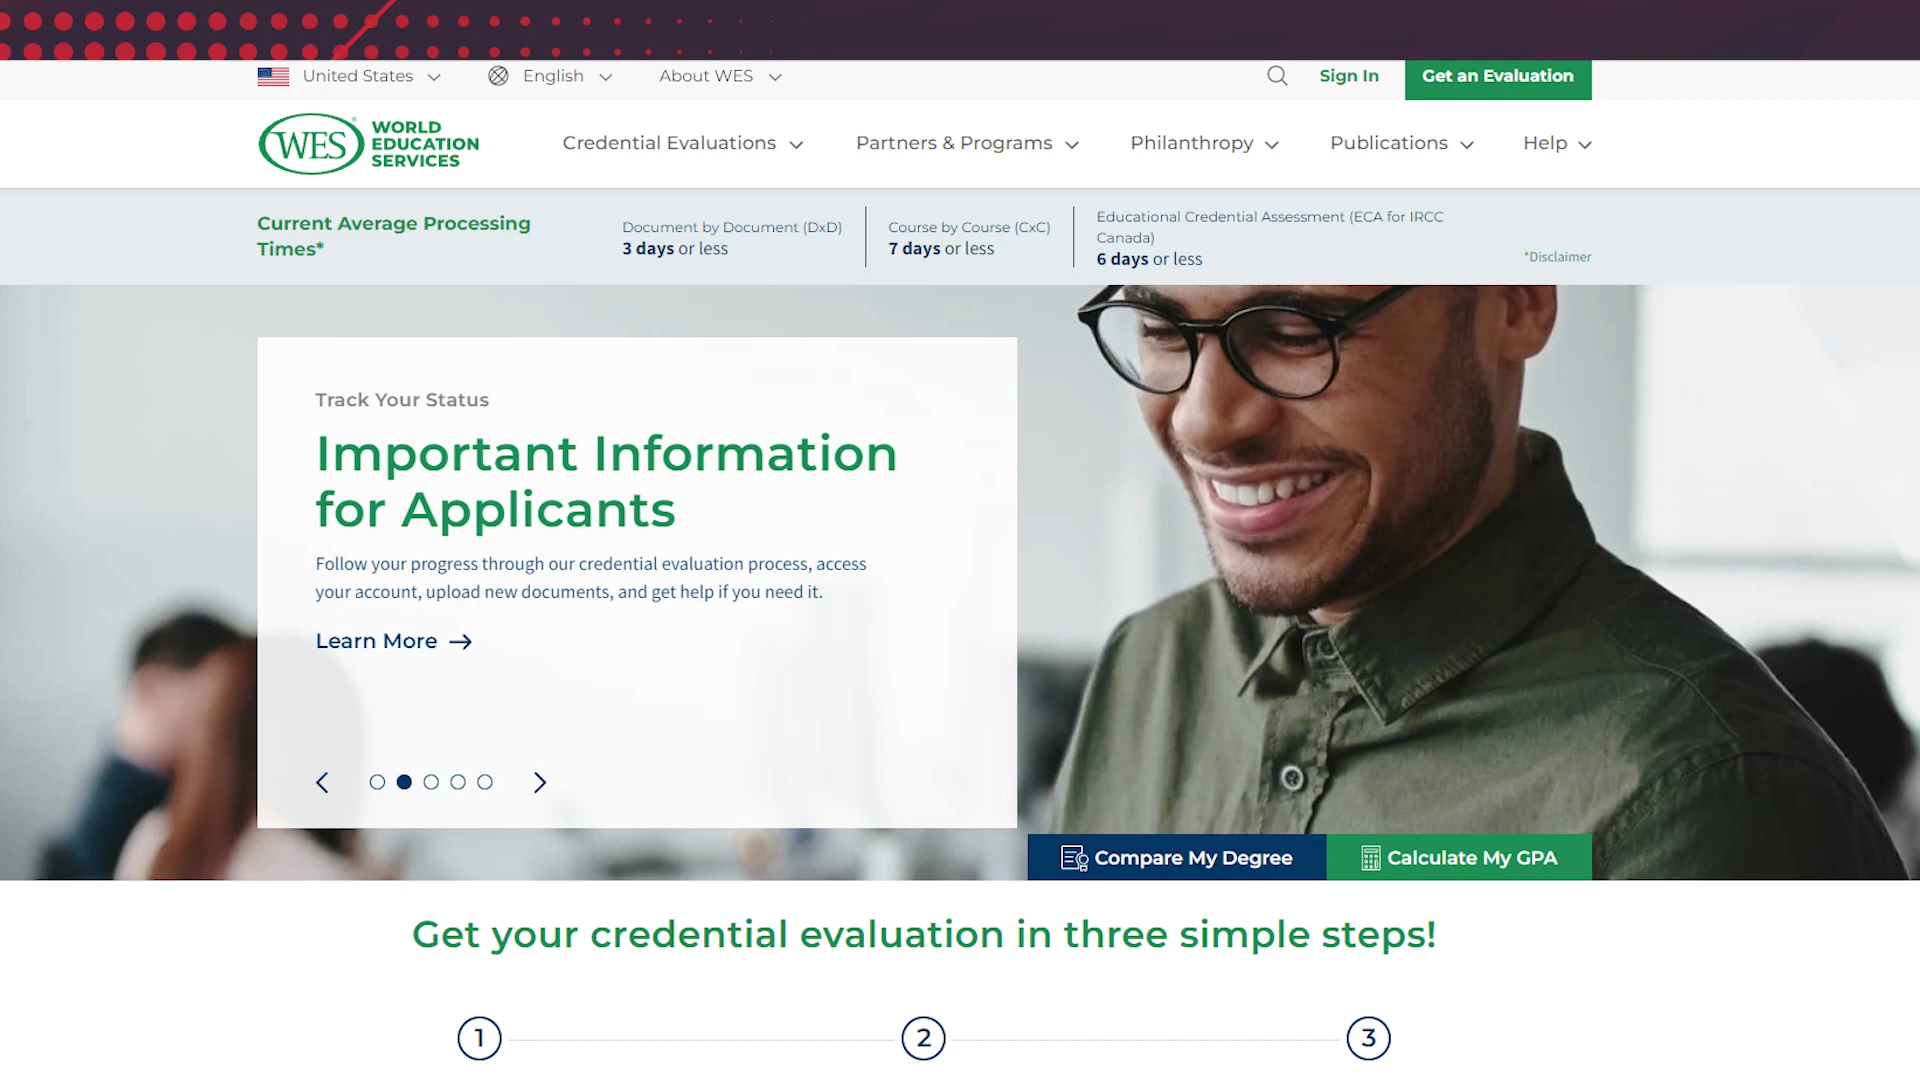 United States
English
About WES
Sign In
Get an Evaluation
WES
WORLD
EDUCATION
SERVICES
Credential Evaluations
Partners & Programs
Philanthropy
Publications
Help
Current Average Processing
Times*
Document by Document (DxD)
3 days or less
Course by Course (CxC)
7 days or less
Educational Credential Assessment (ECA for IRCC
Canada)
6 days or less
*Disclaimer
Track Your Status
Important Information
for Applicants
Follow your progress through our credential evaluation process, access
your account, upload new documents, and get help if you need it.
Learn More
Compare My Degree
Calculate My GPA
Get your credential evaluation in three simple steps!
1
2
3